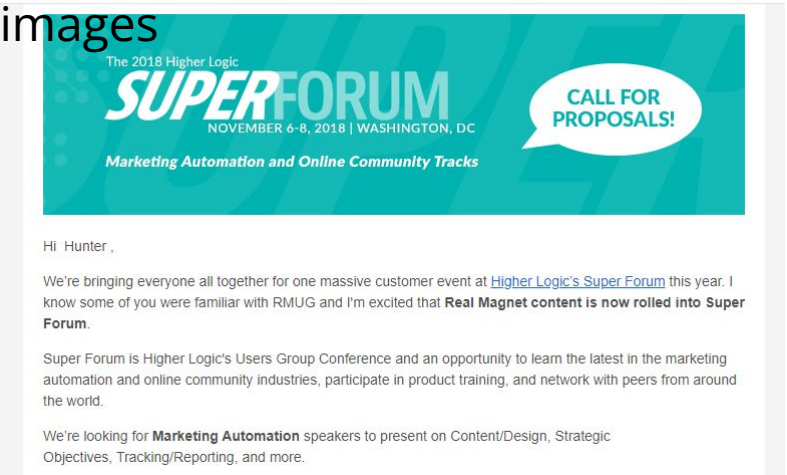 images
The 2018 Higher Logic
SUPERFORUM
NOVEMBER 6-8, 2018 | WASHINGTON, DC
Marketing Automation and Online Community Tracks
CALL FOR
PROPOSALS!
Hi Hunter ,
We're bringing everyone all together for one massive customer event at Higher Logic's Super Forum this year. I
know some of you were familiar with RMUG and I'm excited that Real Magnet content is now rolled into Super
Forum.
Super Forum is Higher Logic's Users Group Conference and an opportunity to learn the latest in the marketing
automation and online community industries, participate in product training, and network with peers from around
the world.
We're looking for Marketing Automation speakers to present on Content/Design, Strategic
Objectives, Tracking/Reporting, and more.